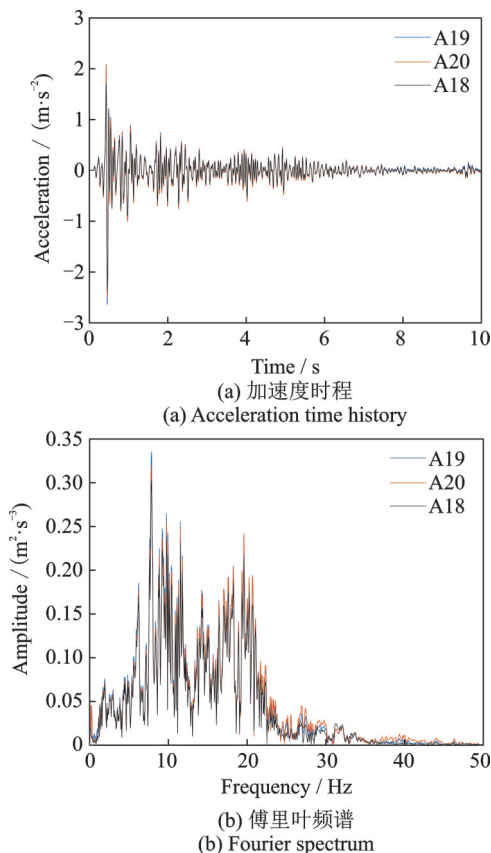 3
2
1
0
−1
−2
−3
Acceleration / (m·s⁻²)
A19
A20
A18
0 2 4 6 8 10
Time / s
(a) 加速度时程
(a) Acceleration time history
0.35
0.30
0.25
0.20
0.15
0.10
0.05
0
Amplitude / (m²·s⁻³)
A19
A20
A18
0 10 20 30 40 50
Frequency / Hz
(b) 傅里叶频谱
(b) Fourier spectrum